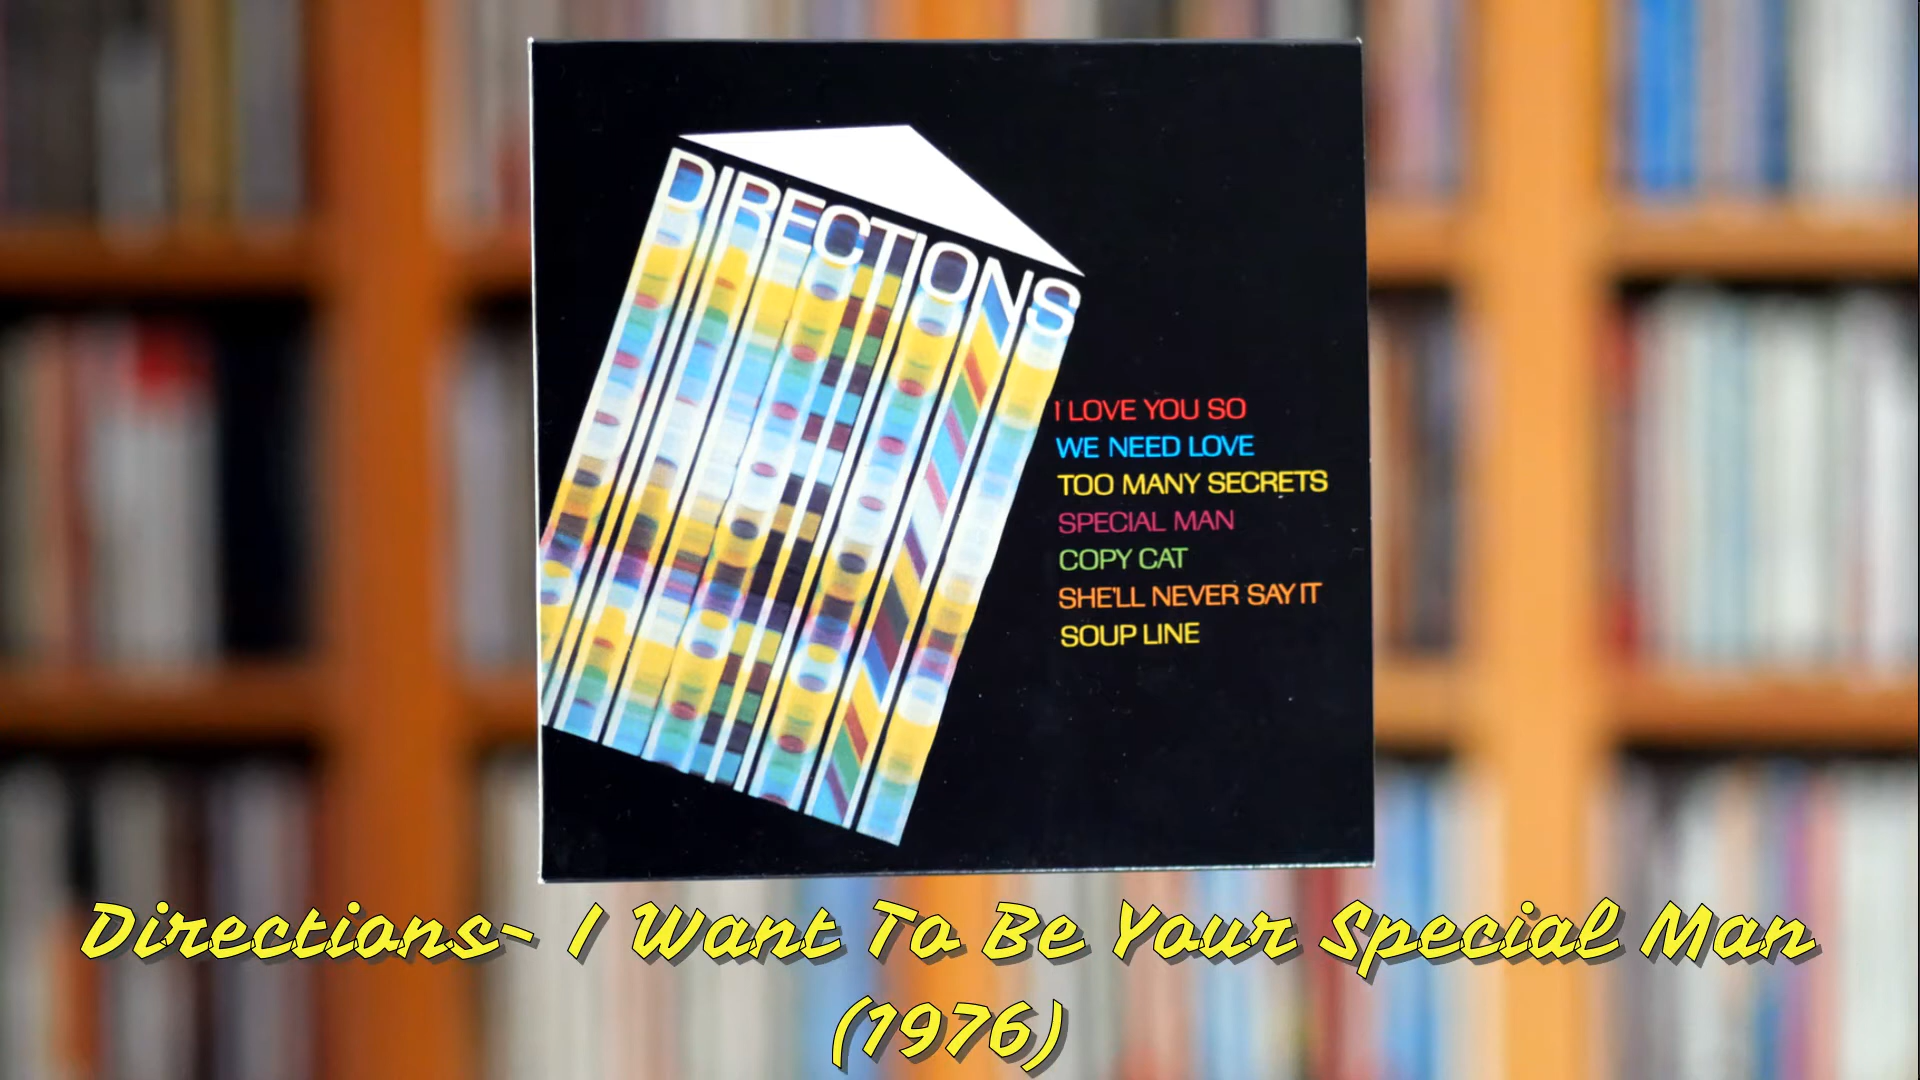 DIRECTIONS
I LOVE YOU SO
WE NEED LOVE
TOO MANY SECRETS
SPECIAL MAN
COPY CAT
SHE'LL NEVER SAY IT
SOUP LINE
Directions- I Want To Be Your Special Man
(1976)